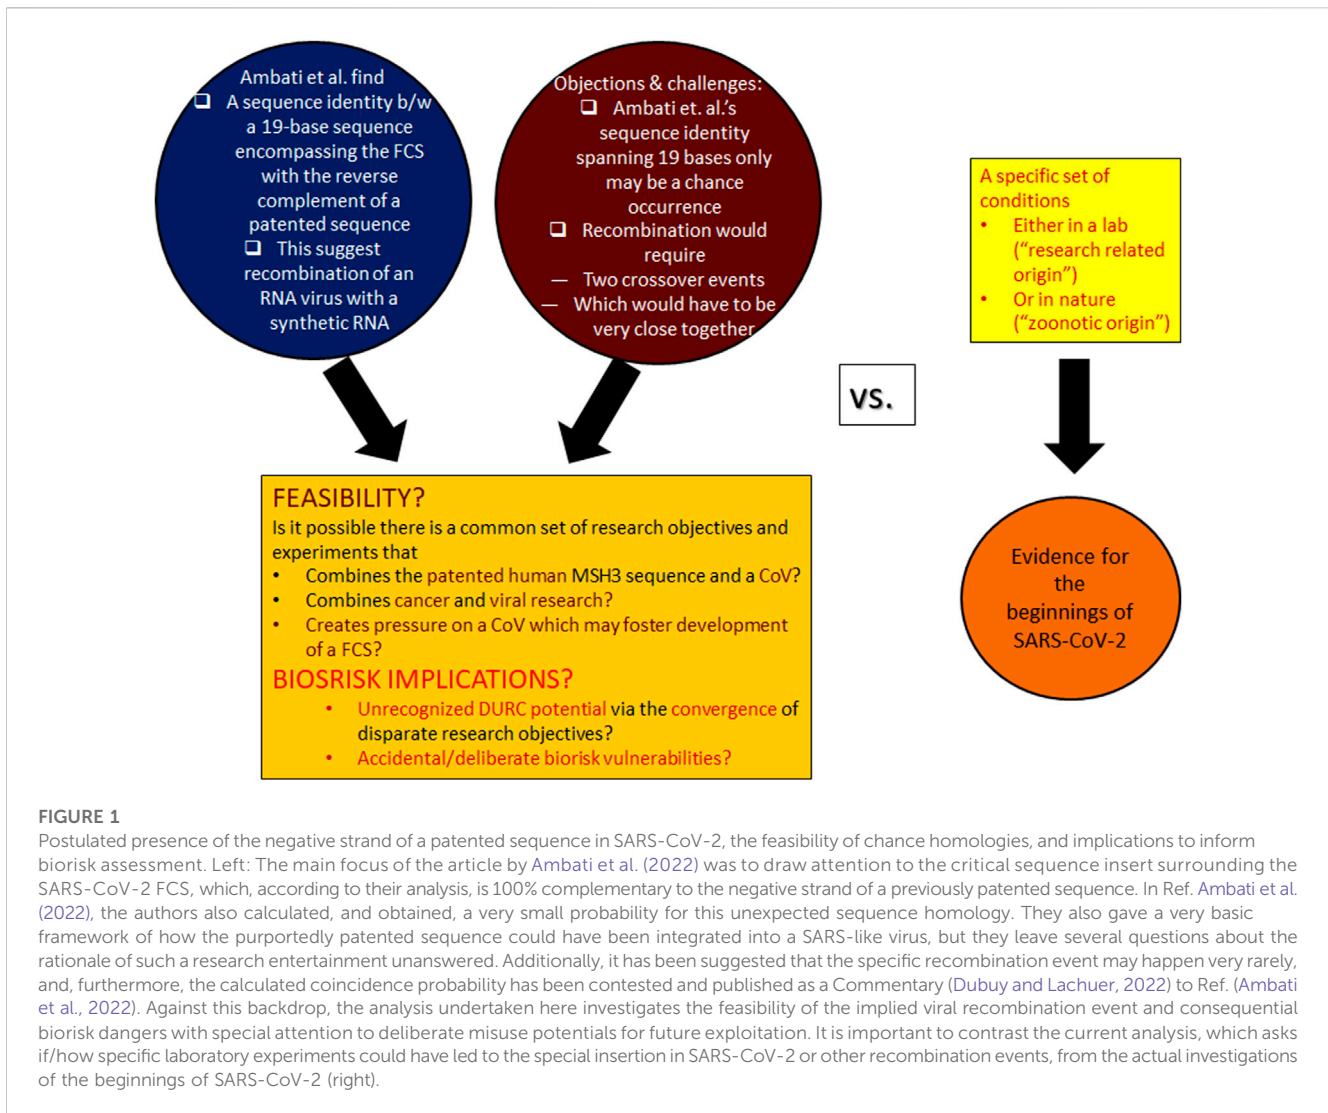 Ambati et al. find
❑ A sequence identity b/w
a 19-base sequence
encompassing the FCS
with the reverse
complement of a
patented sequence
❑ This suggest
recombination of an
RNA virus with a
synthetic RNA
Objections & challenges:
❑ Ambati et. al.'s
sequence identity
spanning 19 bases only
may be a chance
occurrence
❑ Recombination would
require
— Two crossover events
— Which would have to be
very close together
vs.
A specific set of
conditions
• Either in a lab
("research related
origin")
• Or in nature
("zoonotic origin")
FEASIBILITY?
Is it possible there is a common set of research objectives and
experiments that
• Combines the patented human MSH3 sequence and a CoV?
• Combines cancer and viral research?
• Creates pressure on a CoV which may foster development
of a FCS?
BIOSRISK IMPLICATIONS?
• Unrecognized DURC potential via the convergence of
disparate research objectives?
• Accidental/deliberate biorisk vulnerabilities?
Evidence for
the
beginnings of
SARS-CoV-2
FIGURE 1
Postulated presence of the negative strand of a patented sequence in SARS-CoV-2, the feasibility of chance homologies, and implications to inform
biorisk assessment. Left: The main focus of the article by Ambati et al. (2022) was to draw attention to the critical sequence insert surrounding the
SARS-CoV-2 FCS, which, according to their analysis, is 100% complementary to the negative strand of a previously patented sequence. In Ref. Ambati et al.
(2022), the authors also calculated, and obtained, a very small probability for this unexpected sequence homology. They also gave a very basic
framework of how the purportedly patented sequence could have been integrated into a SARS-like virus, but they leave several questions about the
rationale of such a research entertainment unanswered. Additionally, it has been suggested that the specific recombination event may happen very rarely,
and, furthermore, the calculated coincidence probability has been contested and published as a Commentary (Dubuy and Lachuer, 2022) to Ref. (Ambati
et al., 2022). Against this backdrop, the analysis undertaken here investigates the feasibility of the implied viral recombination event and consequential
biorisk dangers with special attention to deliberate misuse potentials for future exploitation. It is important to contrast the current analysis, which asks
if/how specific laboratory experiments could have led to the special insertion in SARS-CoV-2 or other recombination events, from the actual investigations
of the beginnings of SARS-CoV-2 (right).